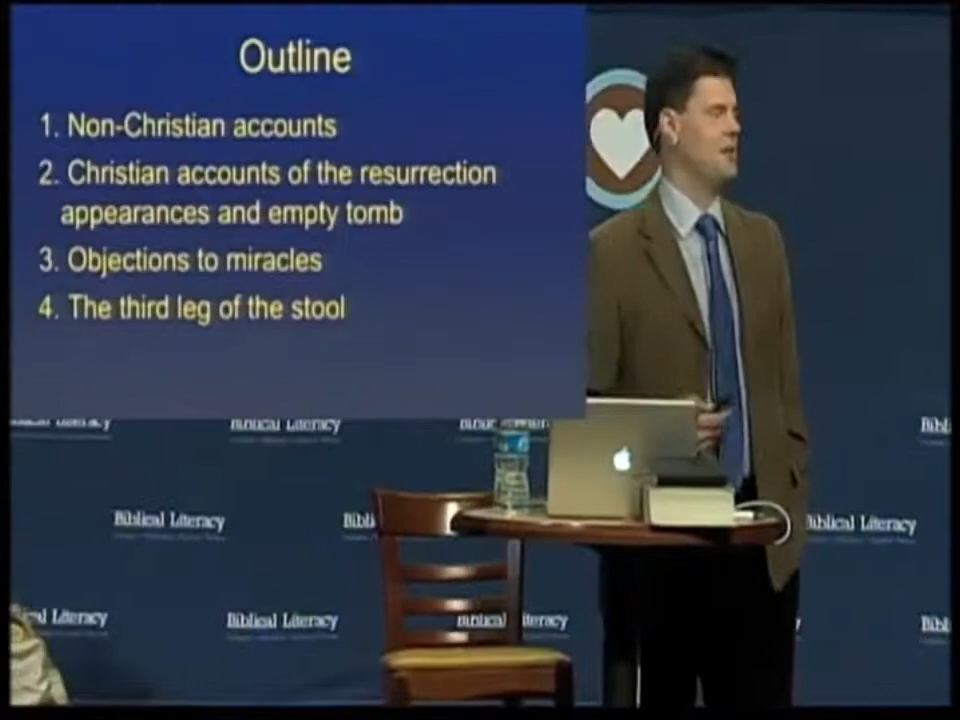 Outline
1. Non-Christian accounts
2. Christian accounts of the resurrection
appearances and empty tomb
3. Objections to miracles
4. The third leg of the stool
Biblical Literacy
Biblical Literacy
Biblical Literacy
Biblical Literacy
Biblical Literacy